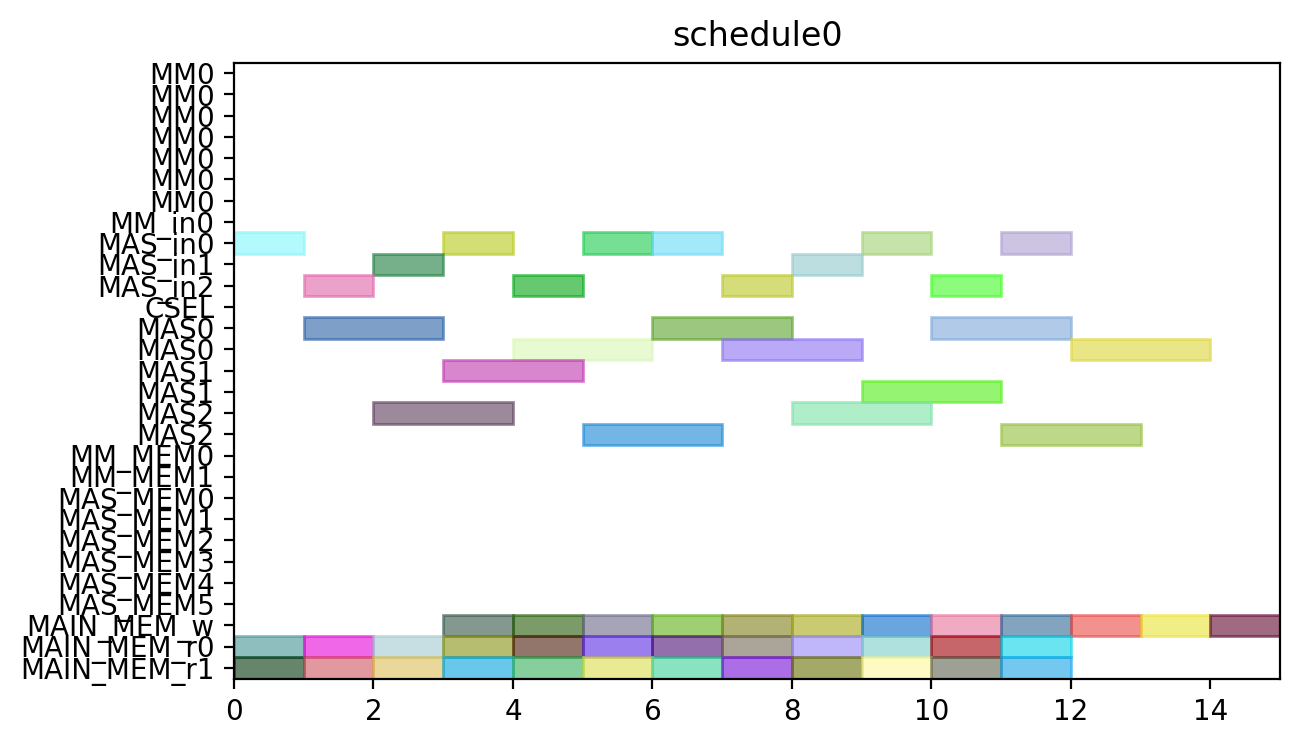 schedule0
MM0
MM0
MM0
MM0
MM0
MM0
MM0
MM_in0
MAS_in0
MAS_in1
MAS_in2
CSEL
MAS0
MAS0
MAS1
MAS1
MAS2
MAS2
MM_MEM0
MM_MEM1
MAS_MEM0
MAS_MEM1
MAS_MEM2
MAS_MEM3
MAS_MEM4
MAS_MEM5
MAIN_MEM_w
MAIN_MEM_r0
MAIN_MEM_r1
0 2 4 6 8 10 12 14